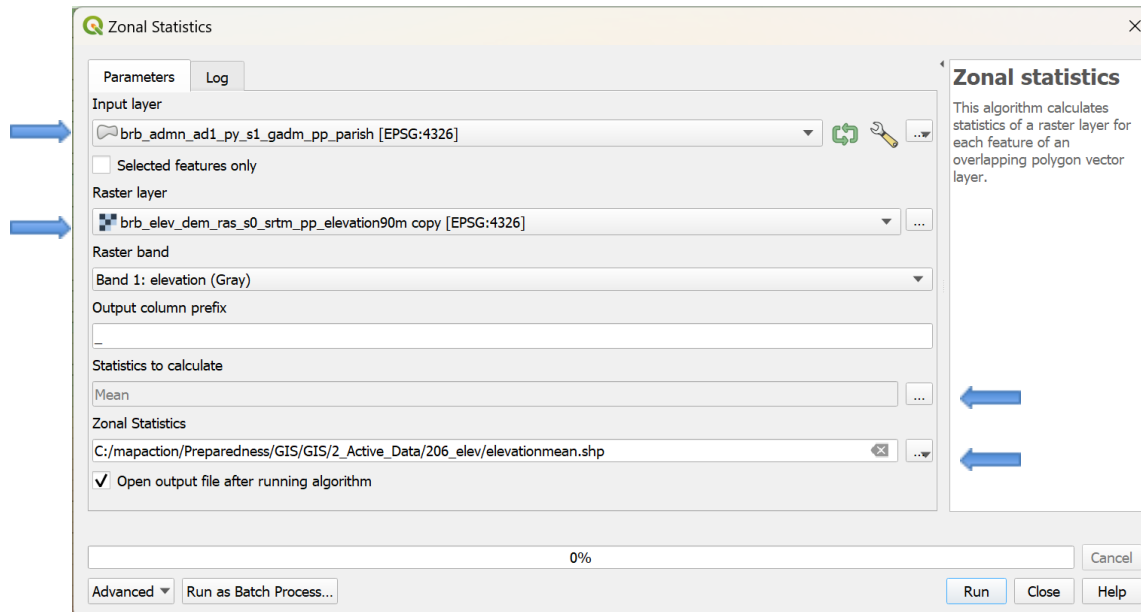 Zonal Statistics
Parameters
Log
Input layer
brb_admn_ad1_py_s1_gadm_pp_parish [EPSG:4326]
...
Selected features only
Raster layer
brb_elev_dem_ras_s0_srtm_pp_elevation90m copy [EPSG:4326]
...
Raster band
Band 1: elevation (Gray)
Output column prefix
_
Statistics to calculate
Mean
...
Zonal Statistics
C:/mapaction/Preparedness/GIS/GIS/2_Active_Data/206_elev/elevationmean.shp
...
Open output file after running algorithm
Zonal statistics
This algorithm calculates
statistics of a raster layer for
each feature of an
overlapping polygon vector
layer.
0%
Cancel
Advanced
Run as Batch Process...
Run
Close
Help